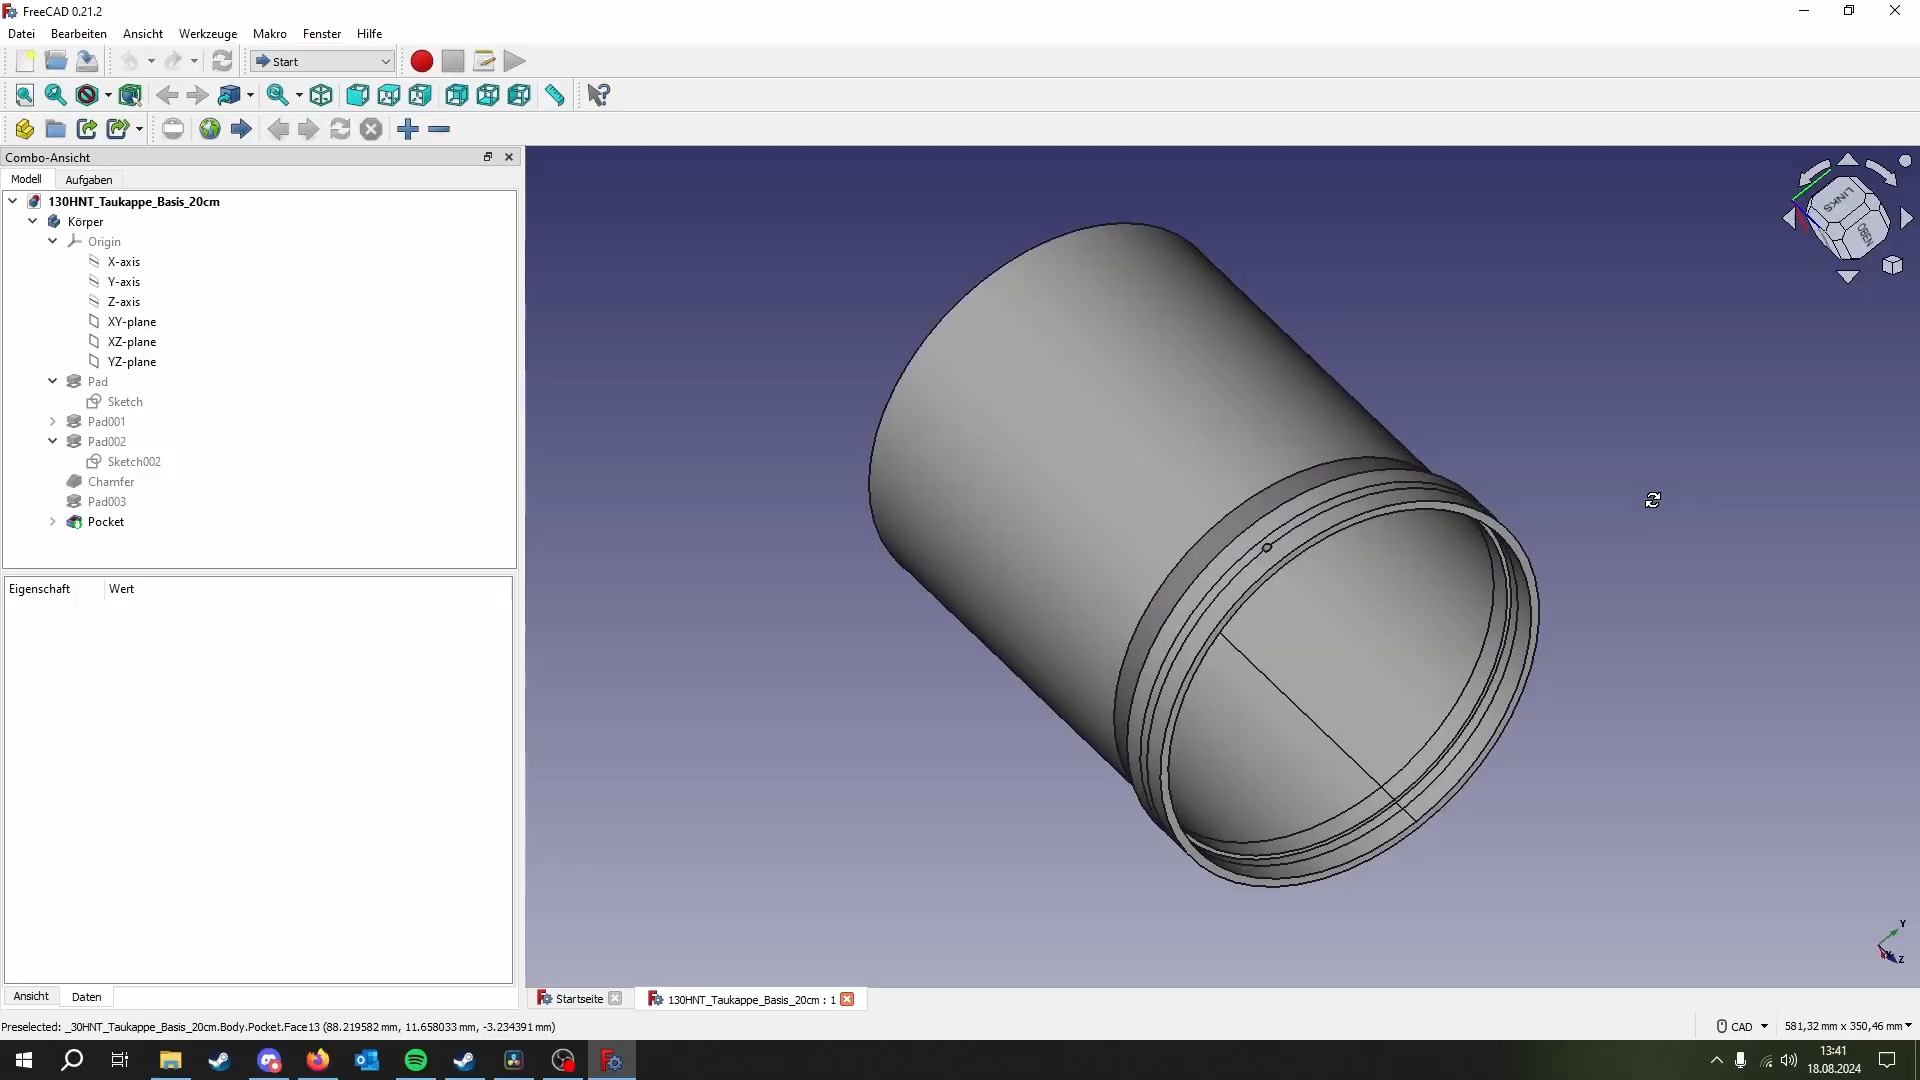 FreeCAD 0.21.2
Datei Bearbeiten Ansicht Werkzeuge Makro Fenster Hilfe
Start
Combo-Ansicht
Modell Aufgaben
130HNT_Taukappe_Basis_20cm
Körper
Origin
X-axis
Y-axis
Z-axis
XY-plane
XZ-plane
YZ-plane
Pad
Sketch
Pad001
Pad002
Sketch002
Chamfer
Pad003
Pocket
Eigenschaft Wert
LINKS
OBEN
Y
Z
Ansicht Daten
Startseite 130HNT_Taukappe_Basis_20cm : 1
Preselected: _30HNT_Taukappe_Basis_20cm.Body.Pocket.Face13 (88.219582 mm, 11.658033 mm, -3.234391 mm)
CAD 581,32 mm x 350,46 mm
13:41
18.08.2024